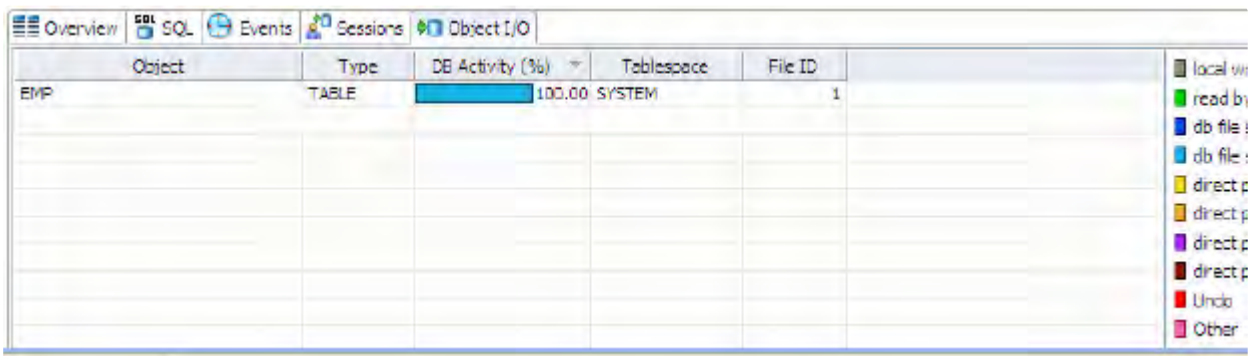 Overview SQL Events Sessions Object I/O
Object Type DB Activity (%) Tablespace File ID
EMP TABLE 100.00 SYSTEM 1
local
read by
db file
db file
direct
direct
direct
direct
Undo
Other